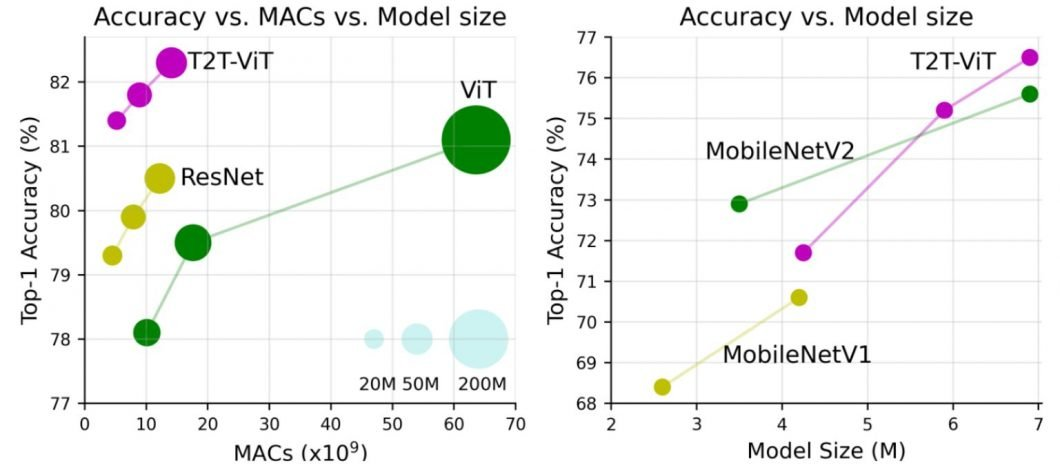 Accuracy vs. MACs vs. Model size
82
81
80
79
78
77
Top-1 Accuracy (%)
T2T-ViT
ViT
ResNet
20M 50M 200M
0 10 20 30 40 50 60 70
MACs (x10⁹)
Accuracy vs. Model size
77
76
75
74
73
72
71
70
69
68
Top-1 Accuracy (%)
T2T-ViT
MobileNetV2
MobileNetV1
2 3 4 5 6 7
Model Size (M)